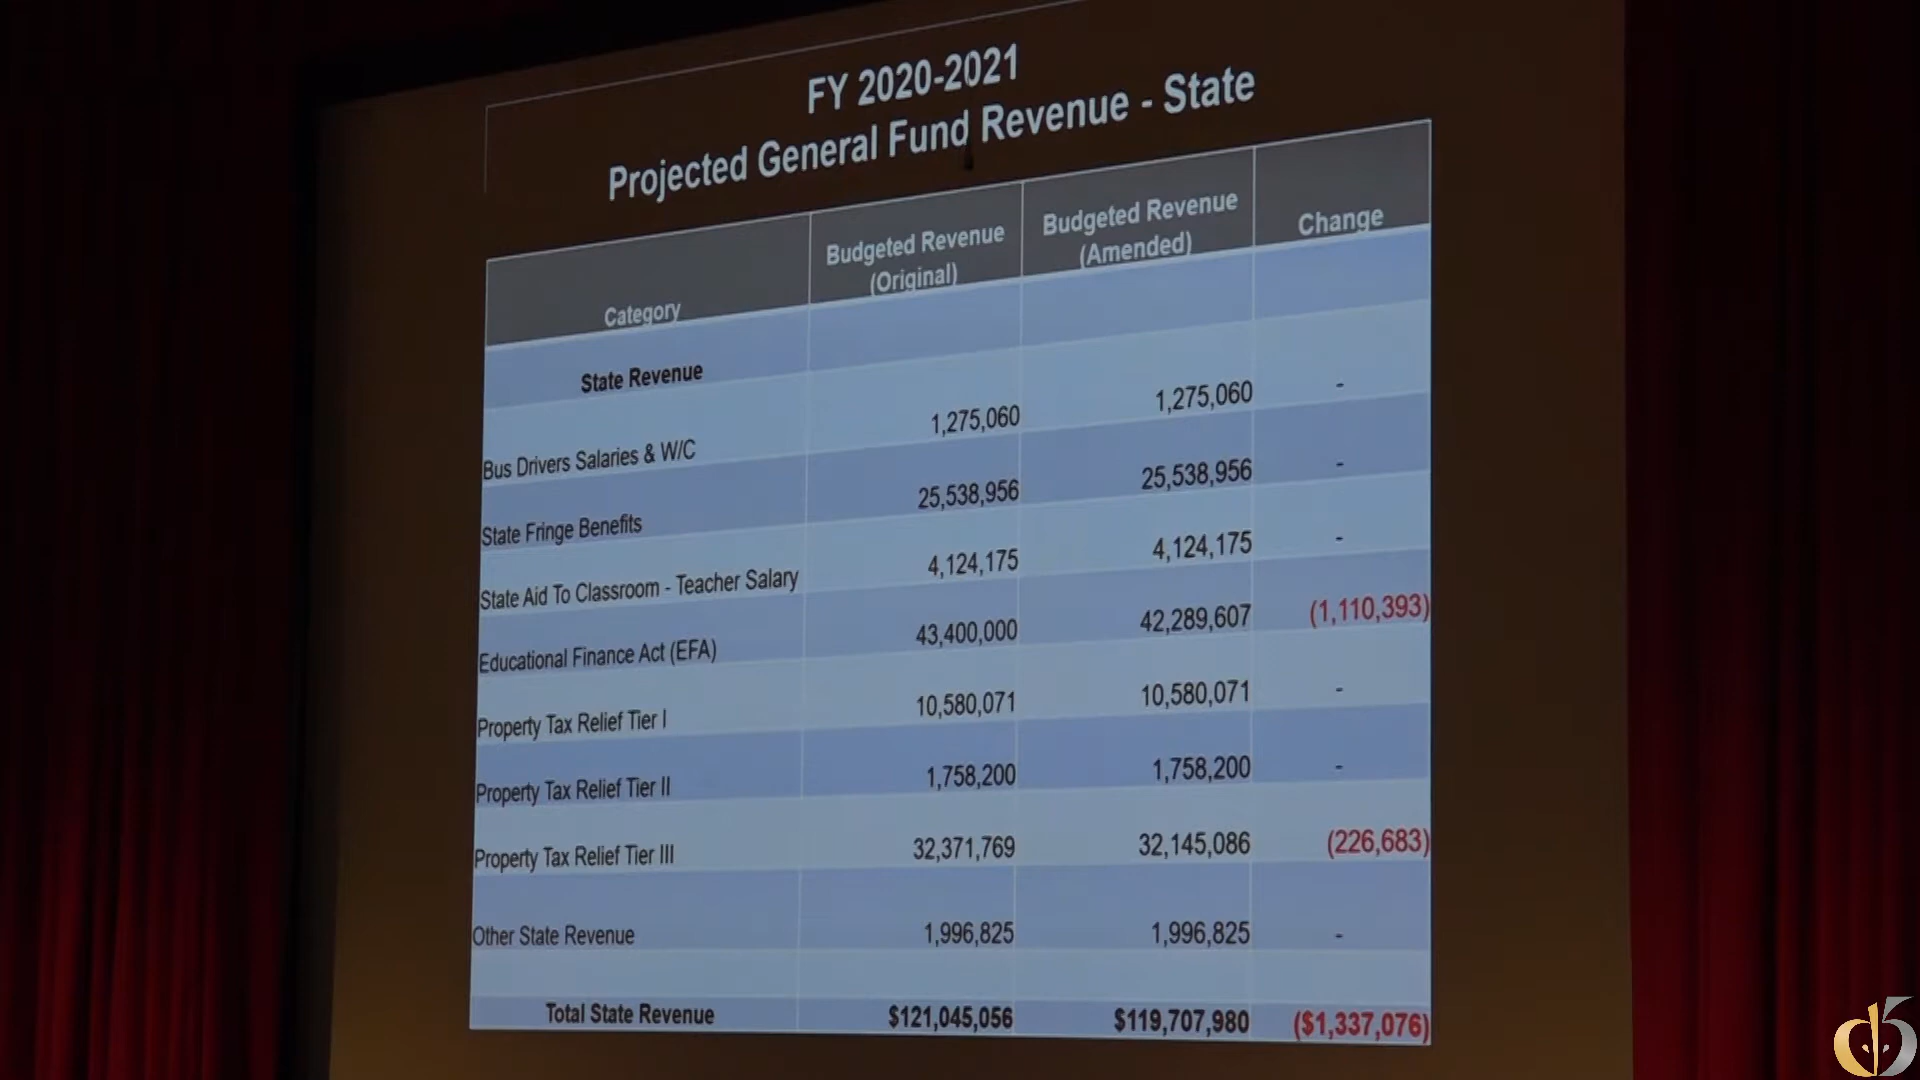 FY 2020-2021
Projected General Fund Revenue - State
Category Budgeted Revenue (Original) Budgeted Revenue (Amended) Change
State Revenue
Bus Drivers Salaries & W/C 1,275,060 1,275,060 -
State Fringe Benefits 25,538,956 25,538,956 -
State Aid To Classroom - Teacher Salary 4,124,175 4,124,175 -
Educational Finance Act (EFA) 43,400,000 42,289,607 (1,110,393)
Property Tax Relief Tier I 10,580,071 10,580,071 -
Property Tax Relief Tier II 1,758,200 1,758,200 -
Property Tax Relief Tier III 32,371,769 32,145,086 (226,683)
Other State Revenue 1,996,825 1,996,825 -
Total State Revenue $121,045,056 $119,707,980 ($1,337,076)
d5